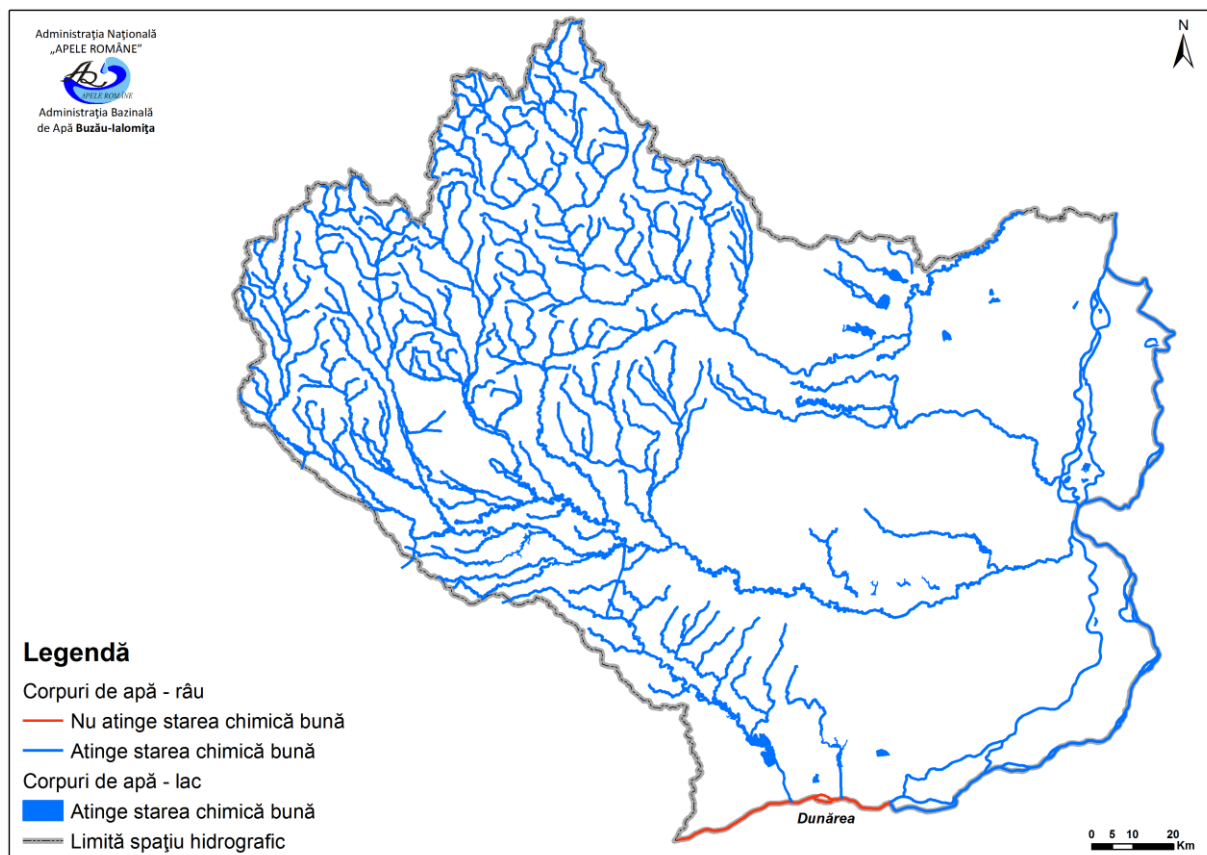 Administrația Națională
„APELE ROMÂNE”
APELE ROMÂNE
Administrația Bazinală
de Apă Buzău-Ialomița
N
Legendă
Corpuri de apă - râu
Nu atinge starea chimică bună
Atinge starea chimică bună
Corpuri de apă - lac
Atinge starea chimică bună
Limită spațiu hidrografic
Dunărea
0 5 10 20
Km